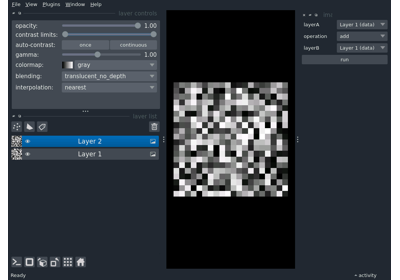 File View Plugins Window Help
layer controls
opacity: 1.00
contrast limits:
auto-contrast: once continuous
gamma: 1.00
colormap: gray
blending: translucent_no_depth
interpolation: nearest
layer list
Layer 2
Layer 1
layerA Layer 1 (data)
operation add
layerB Layer 1 (data)
run
Ready
activity